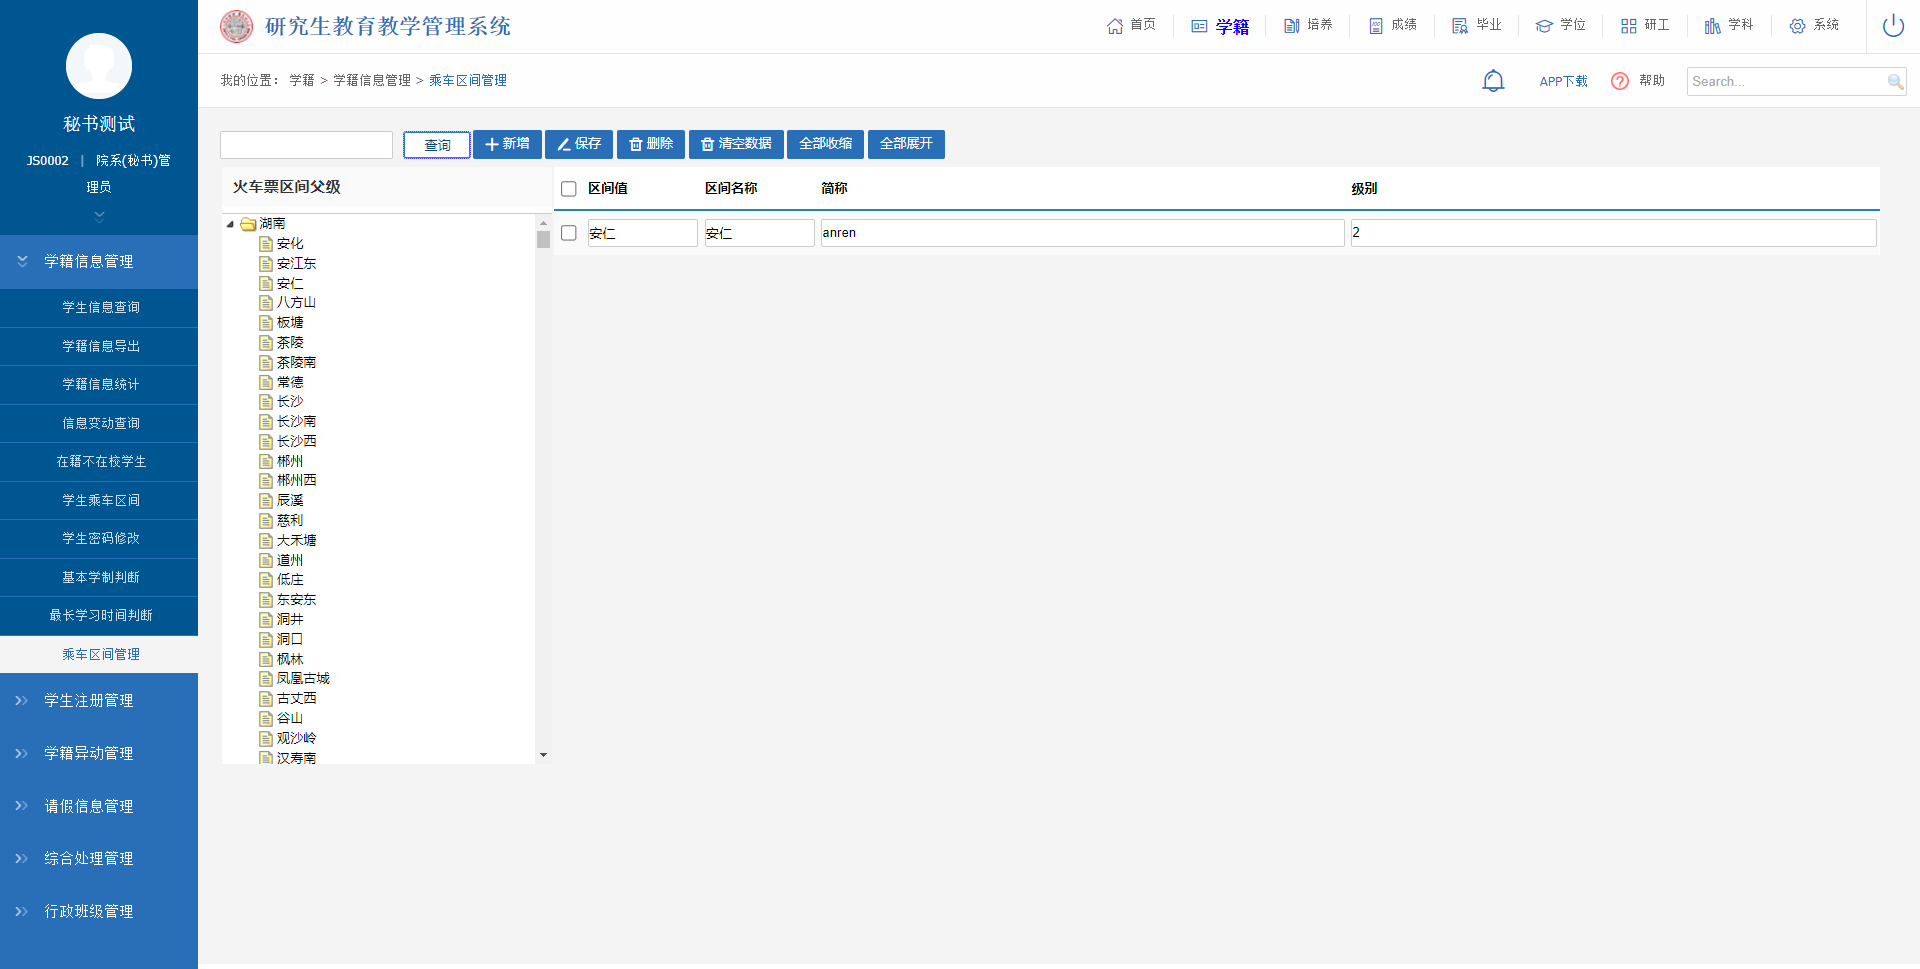 研究生教育教学管理系统
首页
学籍
培养
成绩
毕业
学位
研工
学科
系统
秘书测试
JS0002 | 院系(秘书)管
理员
我的位置： 学籍 > 学籍信息管理 > 乘车区间管理
APP下载
帮助
Search...
学籍信息管理
学生信息查询
学籍信息导出
学籍信息统计
信息变动查询
在籍不在校学生
学生乘车区间
学生密码修改
基本学制判断
最长学习时间判断
乘车区间管理
学生注册管理
学籍异动管理
请假信息管理
综合处理管理
行政班级管理
查询
新增
保存
删除
清空数据
全部收缩
全部展开
火车票区间父级
湖南
安化
安江东
安仁
八方山
板塘
茶陵
茶陵南
常德
长沙
长沙南
长沙西
郴州
郴州西
辰溪
慈利
大禾塘
道州
低庄
东安东
洞井
洞口
枫林
凤凰古城
古丈西
谷山
观沙岭
汉寿南
区间值 区间名称 简称 级别
安仁 安仁 anren 2